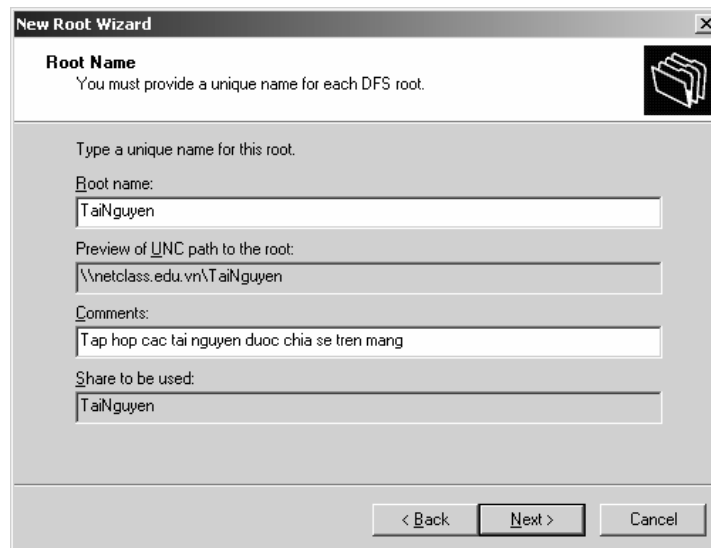 New Root Wizard
Root Name
You must provide a unique name for each DFS root.
Type a unique name for this root.
Root name:
TaiNguyen
Preview of UNC path to the root:
\\netclass.edu.vn\TaiNguyen
Comments:
Tap hop cac tai nguyen duoc chia se tren mang
Share to be used:
TaiNguyen
< Back Next > Cancel